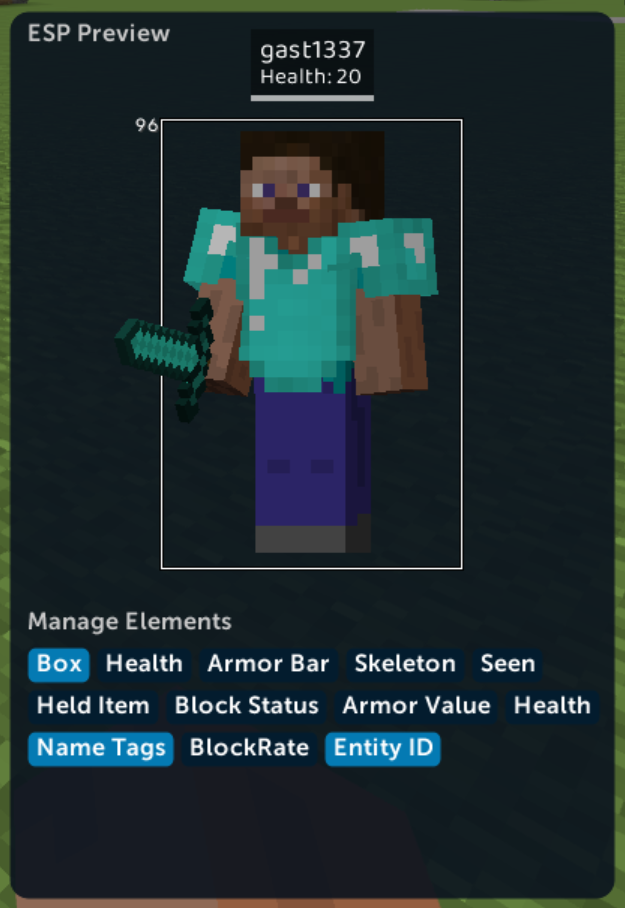 ESP Preview
gast1337
Health: 20
96
Manage Elements
Box Health Armor Bar Skeleton Seen
Held Item Block Status Armor Value Health
Name Tags BlockRate Entity ID